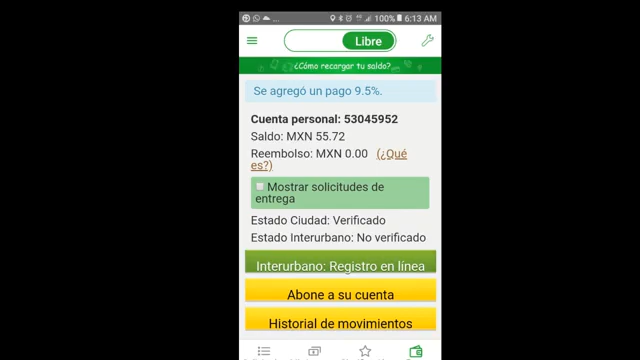 100% 6:13 AM
Libre
¿Cómo recargar tu saldo?
Se agregó un pago 9.5%.
Cuenta personal: 53045952
Saldo: MXN 55.72
Reembolso: MXN 0.00 (¿Qué
es?)
Mostrar solicitudes de
entrega
Estado Ciudad: Verificado
Estado Interurbano: No verificado
Interurbano: Registro en línea
Abone a su cuenta
Historial de movimientos